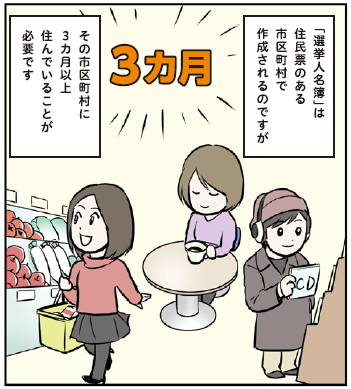 「選挙人名簿」は
住民票のある
市区町村で
作成されるのですが
3カ月
その市区町村に
3カ月以上
住んでいることが
必要です
CD